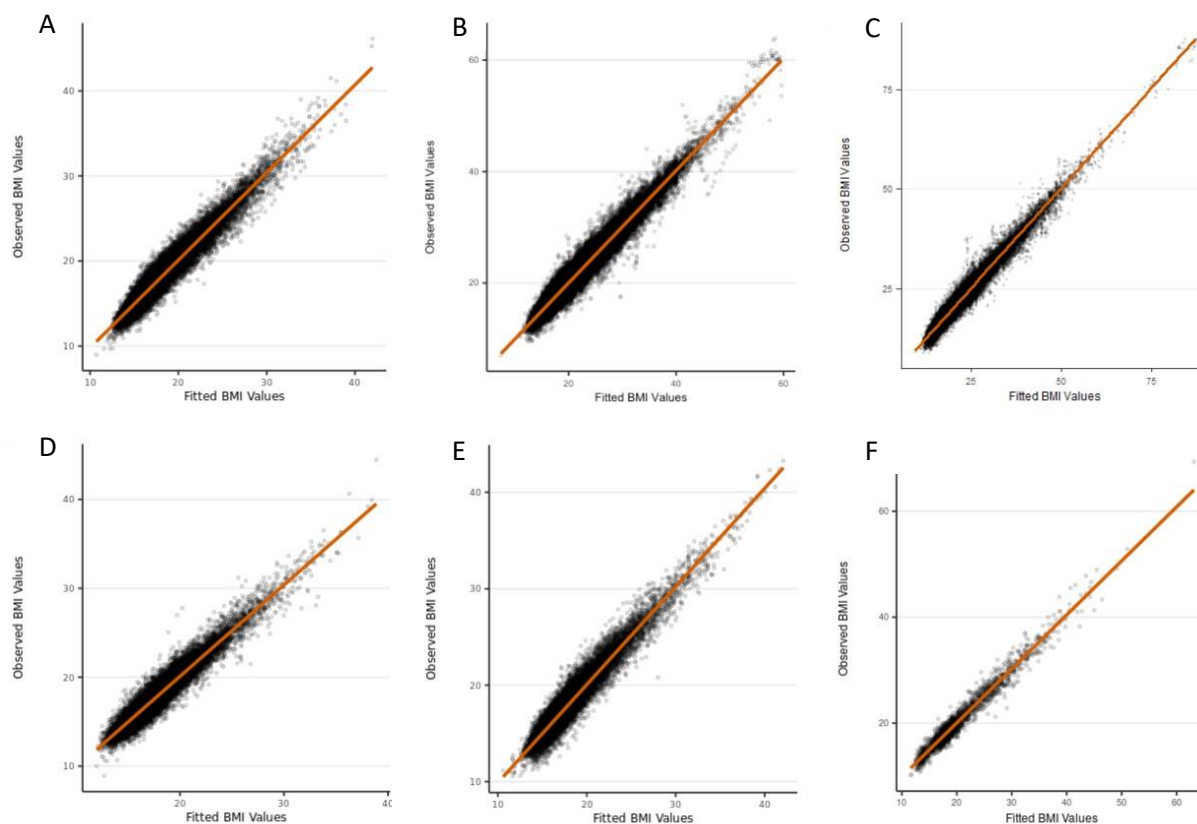 A
Observed BMI Values
40
30
20
10
10 20 30 40
Fitted BMI Values
B
Observed BMI Values
60
40
20
20 40 60
Fitted BMI Values
C
Observed BMI Values
75
50
25
25 50 75
Fitted BMI Values
D
Observed BMI Values
40
30
20
10
20 30 40
Fitted BMI Values
E
Observed BMI Values
40
30
20
10
10 20 30 40
Fitted BMI Values
F
Observed BMI Values
60
40
20
10 20 30 40 50 60
Fitted BMI Values